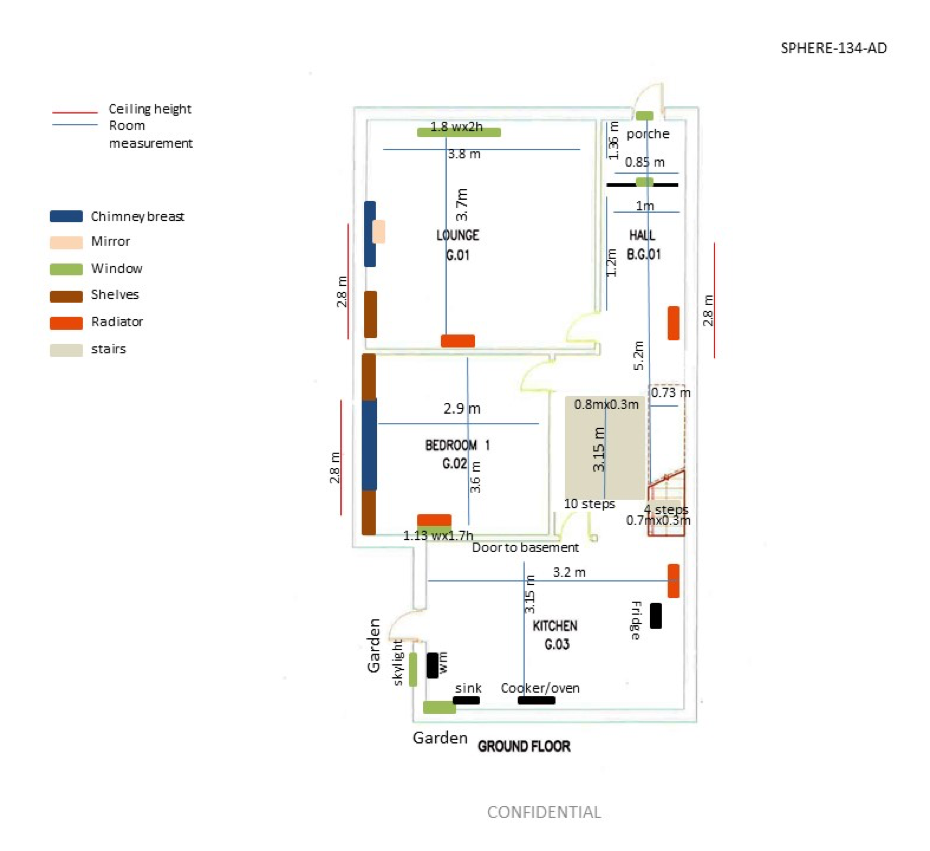 SPHERE-134-AD
Ceiling height
Room
measurement
Chimney breast
Mirror
Window
Shelves
Radiator
stairs
1.8 wx2h
3.8 m
3.7m
LOUNGE
G.01
2.8 m
1.36 m
porche
0.85 m
1m
HALL
B.G.01
1.2m
2.8 m
5.2m
0.73 m
2.9 m
BEDROOM 1
G.02
3.6 m
2.8 m
1.13 wx1.7h
0.8mx0.3m
3.15 m
10 steps
4 steps
0.7mx0.3m
Door to basement
3.2 m
3.15 m
KITCHEN
G.03
Fridge
Garden
skylight
wm
sink
Cooker/oven
Garden
GROUND FLOOR
CONFIDENTIAL